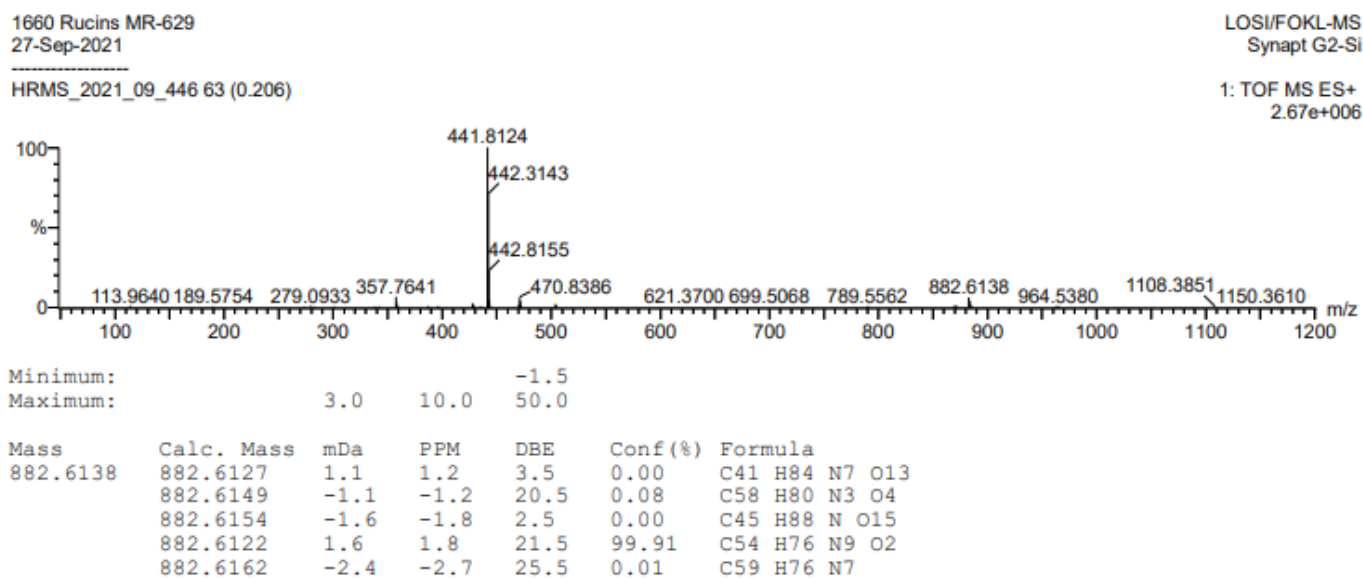 1660 Rucins MR-629
27-Sep-2021
------------------
HRMS_2021_09_446 63 (0.206)
LOSI/FOKL-MS
Synapt G2-Si
1: TOF MS ES+
2.67e+006
441.8124
100
442.3143
%
442.8155
113.9640 189.5754 279.0933 357.7641 470.8386 621.3700 699.5068 789.5562 882.6138 964.5380 1108.3851 1150.3610
0
m/z
100 200 300 400 500 600 700 800 900 1000 1100 1200
Minimum: -1.5
Maximum: 3.0 10.0 50.0
Mass Calc. Mass mDa PPM DBE Conf(%) Formula
882.6138 882.6127 1.1 1.2 3.5 0.00 C41 H84 N7 O13
882.6149 -1.1 -1.2 20.5 0.08 C58 H80 N3 O4
882.6154 -1.6 -1.8 2.5 0.00 C45 H88 N O15
882.6122 1.6 1.8 21.5 99.91 C54 H76 N9 O2
882.6162 -2.4 -2.7 25.5 0.01 C59 H76 N7